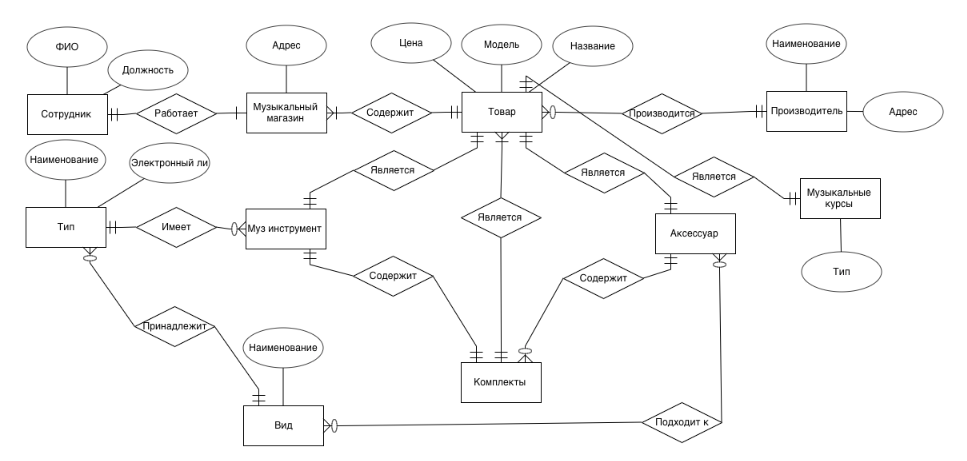 ФИО
Адрес
Цена
Модель
Название
Наименование
Должность
Сотрудник
Работает
Музыкальный
магазин
Содержит
Товар
Производится
Производитель
Адрес
Наименование
Электронный ли
Является
Является
Является
Музыкальные
курсы
Тип
Имеет
Муз инструмент
Является
Аксессуар
Содержит
Содержит
Тип
Принадлежит
Наименование
Комплекты
Вид
Подходит к